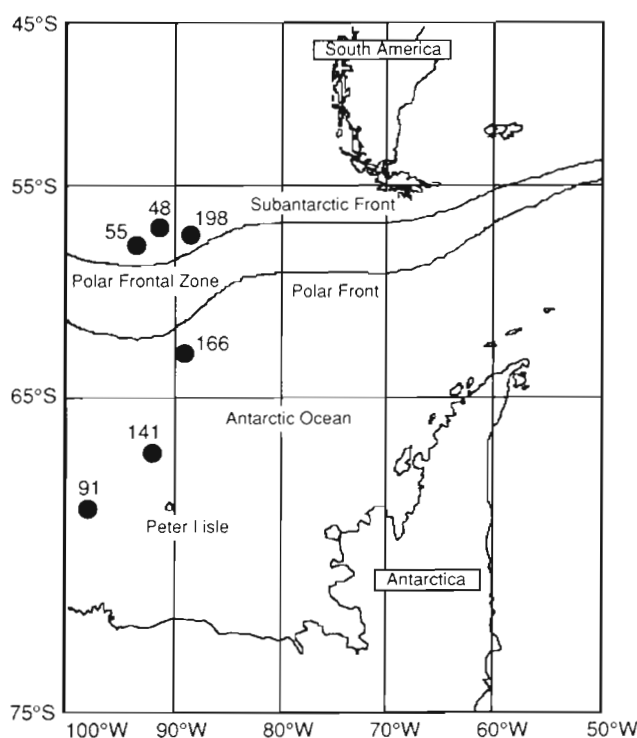 45°S
South America
55°S
Subantarctic Front
48
198
55
Polar Frontal Zone
Polar Front
166
65°S
Antarctic Ocean
141
91
Peter I isle
Antarctica
75°S
100°W 90°W 80°W 70°W 60°W 50°W